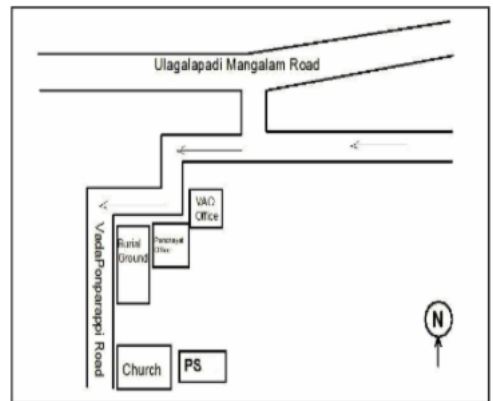 Ulagalapadi Mangalam Road
VAO
Office
Burial
Ground
Panchayat
Office
VadaPonparappi Road
N
Church
PS